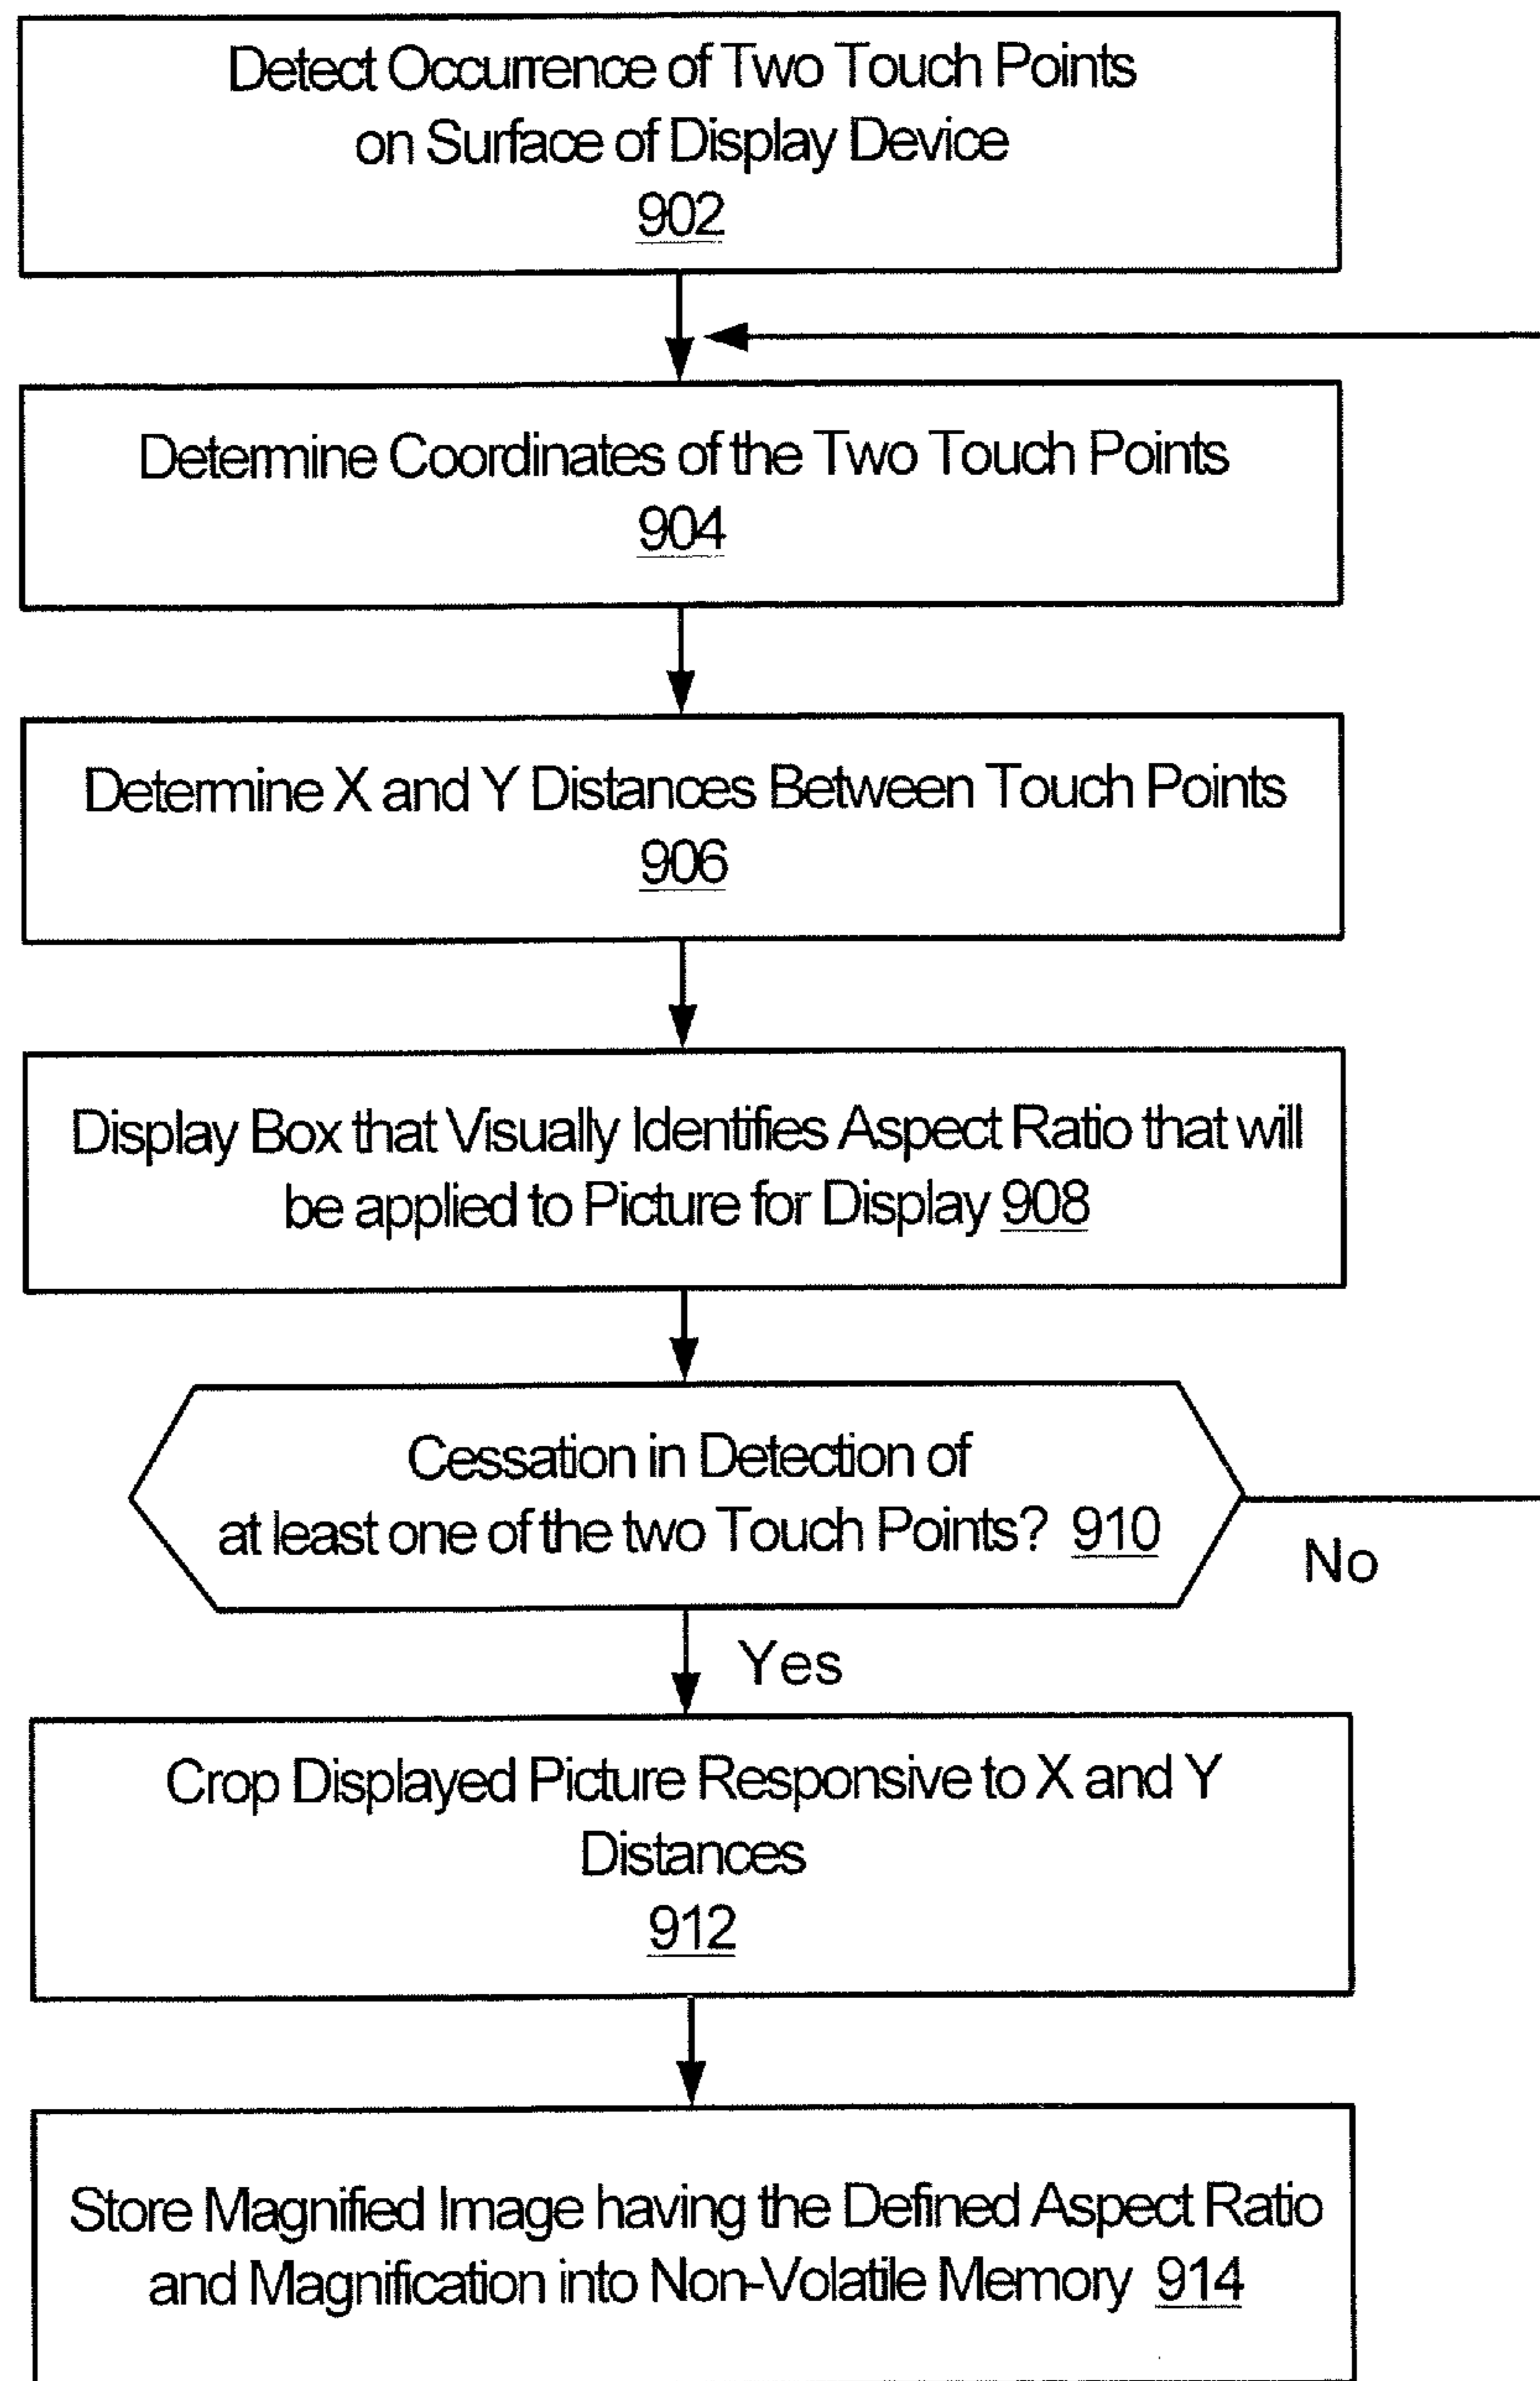 Detect Occurrence of Two Touch Points
on Surface of Display Device
902
Determine Coordinates of the Two Touch Points
904
Determine X and Y Distances Between Touch Points
906
Display Box that Visually Identifies Aspect Ratio that will
be applied to Picture for Display 908
Cessation in Detection of
at least one of the two Touch Points? 910
No
Yes
Crop Displayed Picture Responsive to X and Y
Distances
912
Store Magnified Image having the Defined Aspect Ratio
and Magnification into Non-Volatile Memory 914